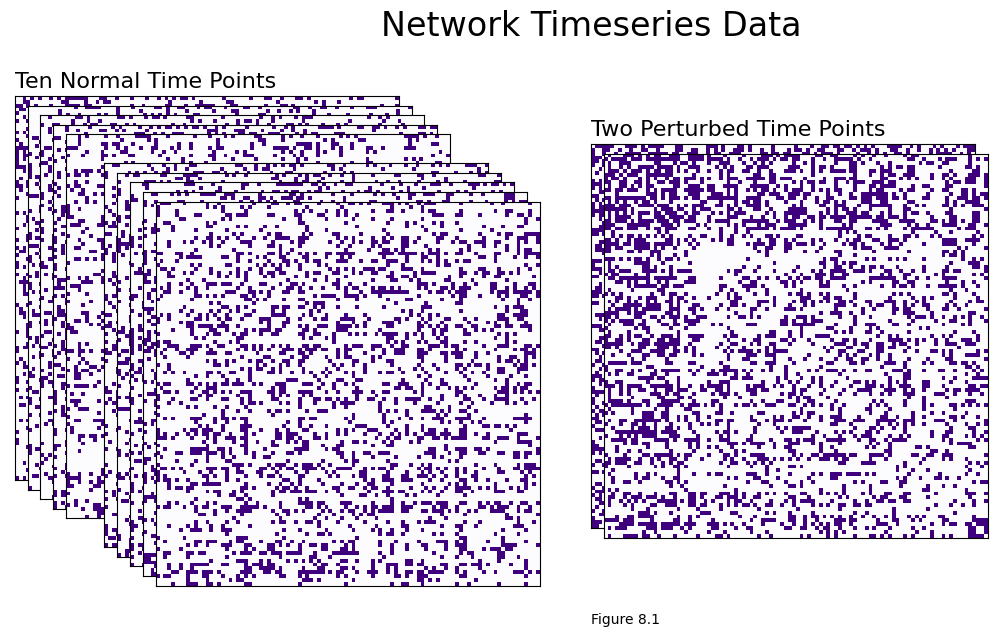 Network Timeseries Data
Ten Normal Time Points
Two Perturbed Time Points
Figure 8.1